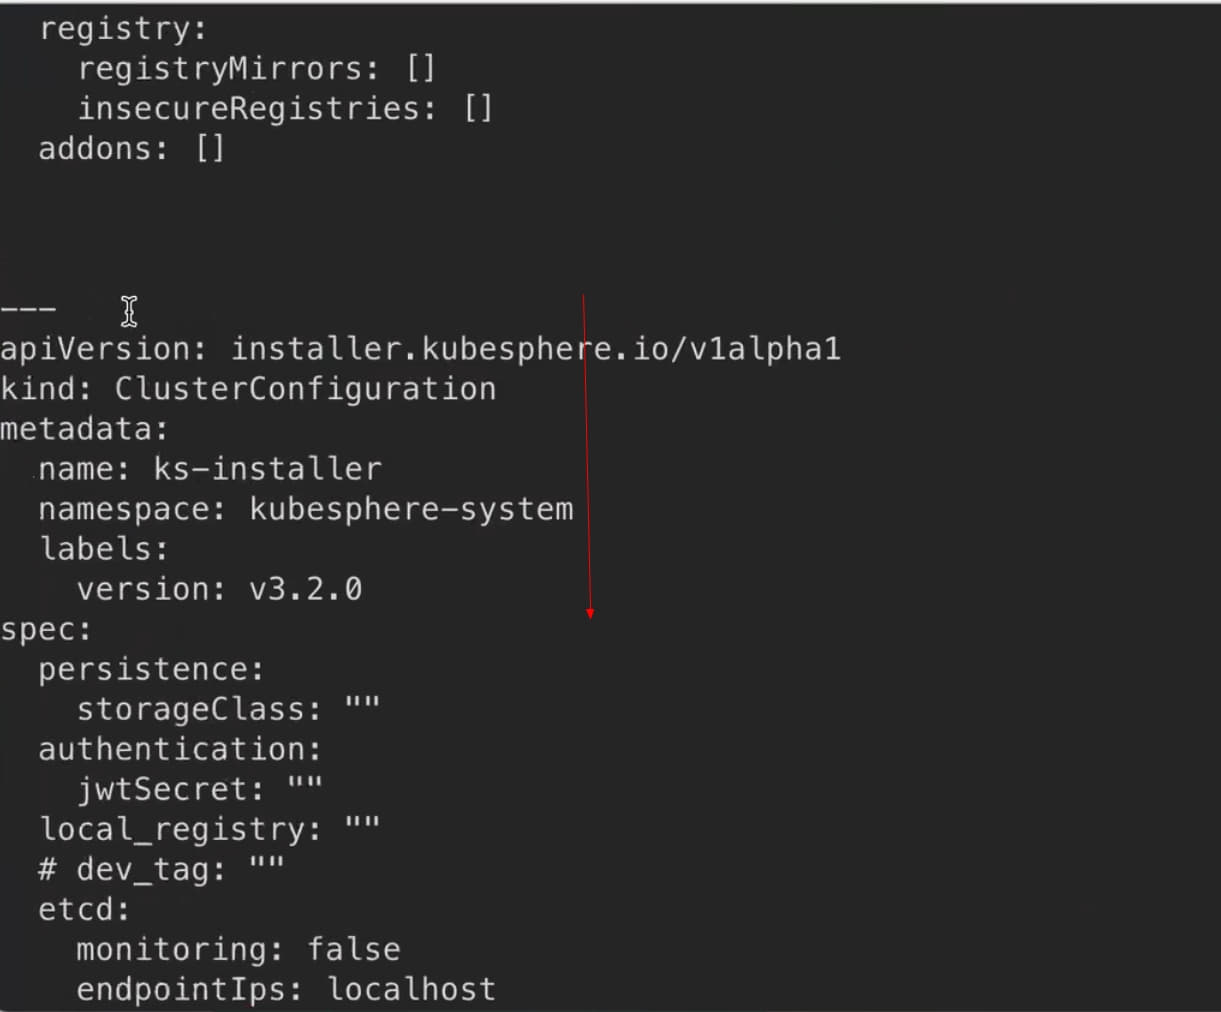 registry:
registryMirrors: []
insecureRegistries: []
addons: []
---
apiVersion: installer.kubesphere.io/v1alpha1
kind: ClusterConfiguration
metadata:
name: ks-installer
namespace: kubesphere-system
labels:
version: v3.2.0
spec:
persistence:
storageClass: ""
authentication:
jwtSecret: ""
local_registry: ""
# dev_tag: ""
etcd:
monitoring: false
endpointIps: localhost